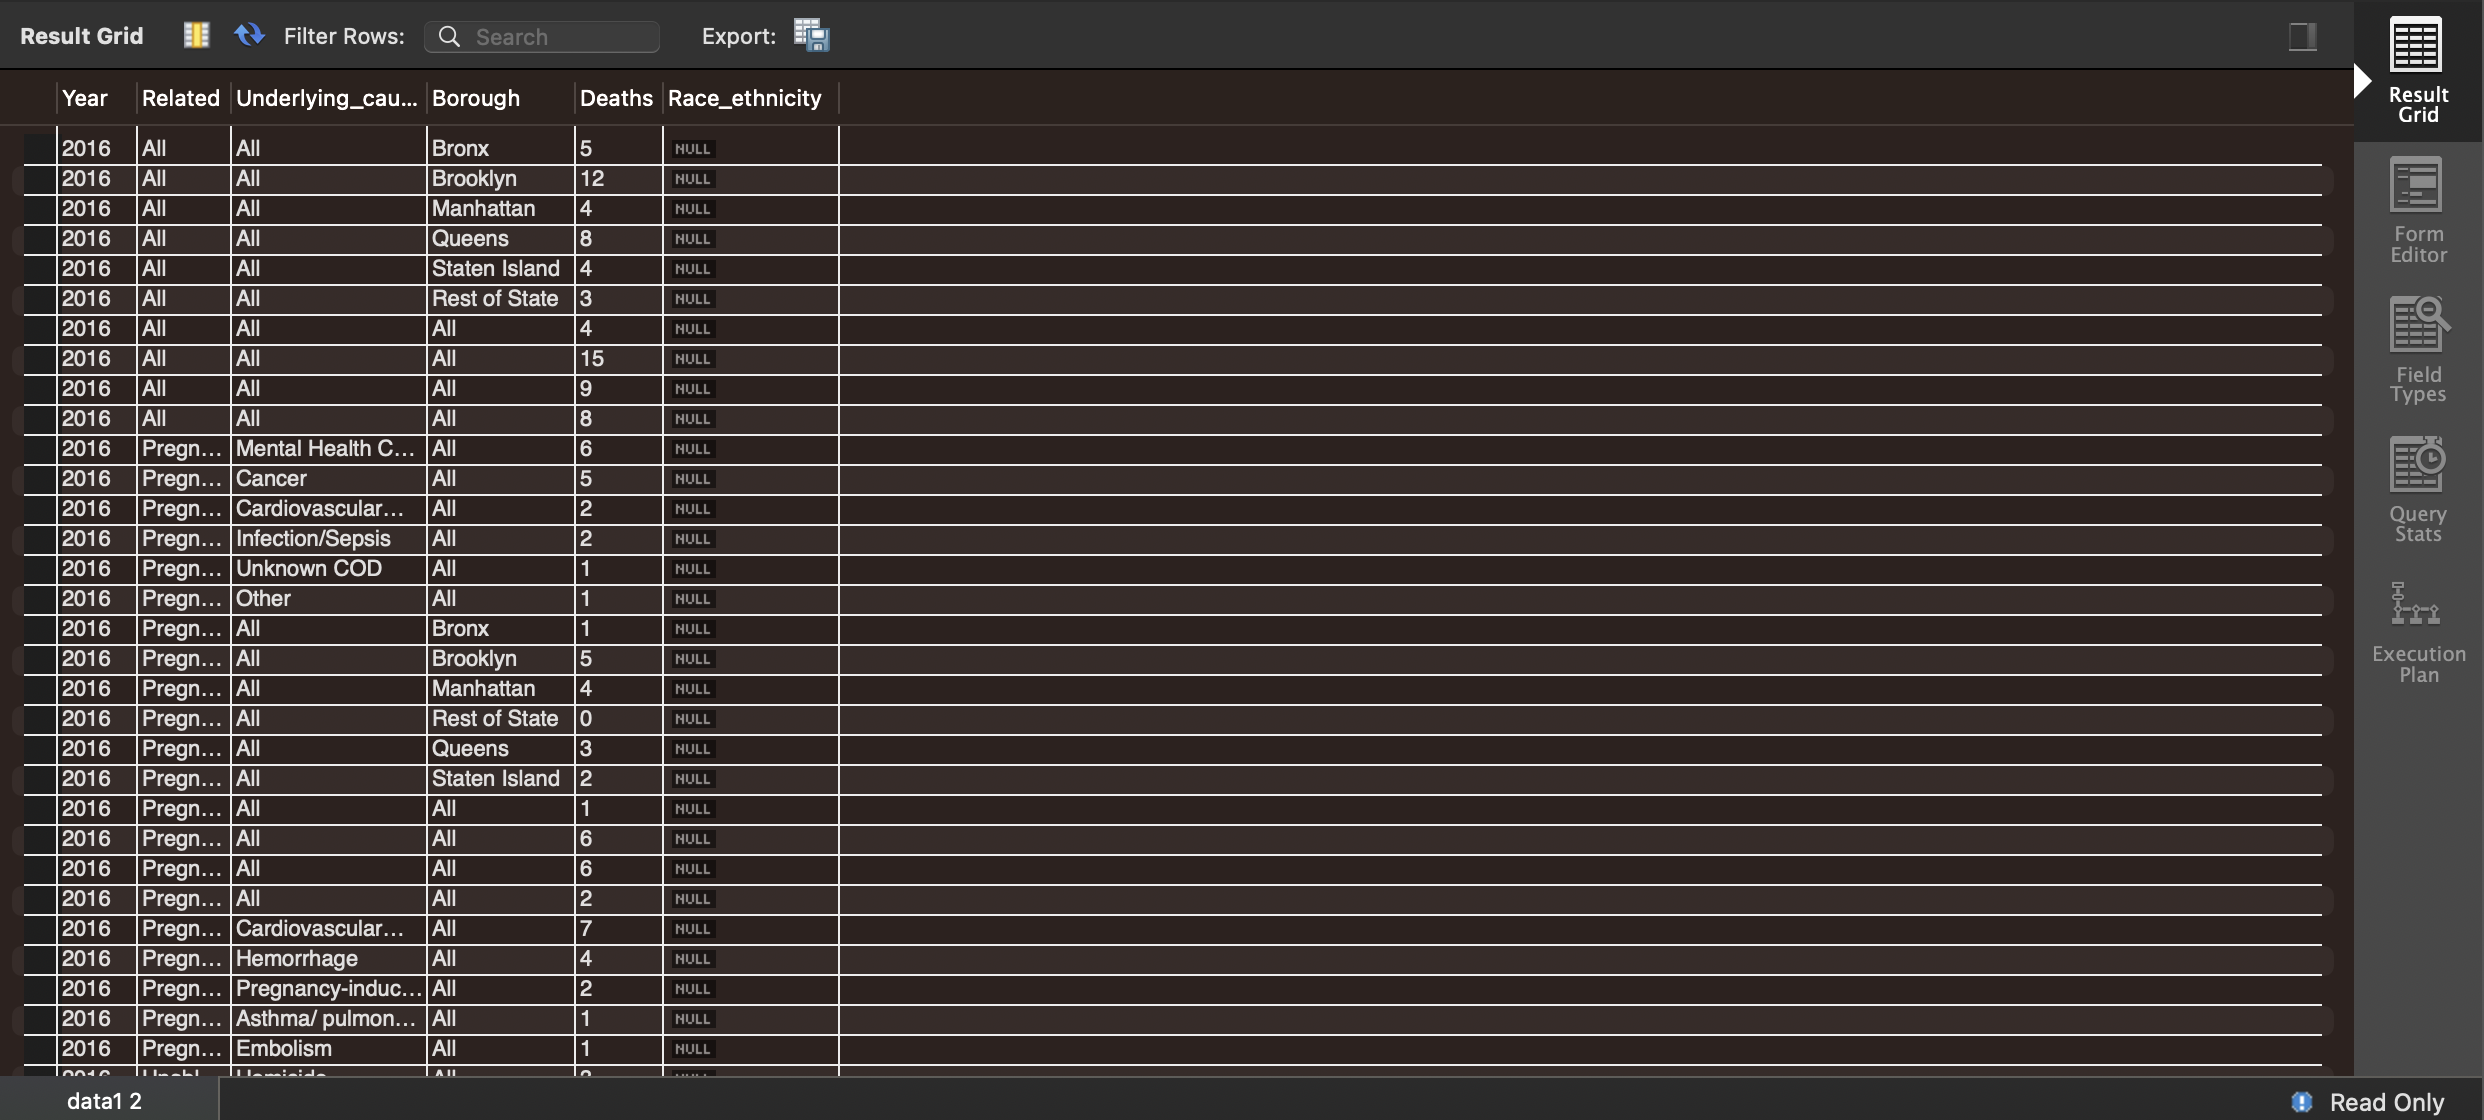 Result Grid Filter Rows: Search Export:
Year Related Underlying_cau... Borough Deaths Race_ethnicity
2016 All All Bronx 5 NULL
2016 All All Brooklyn 12 NULL
2016 All All Manhattan 4 NULL
2016 All All Queens 8 NULL
2016 All All Staten Island 4 NULL
2016 All All Rest of State 3 NULL
2016 All All All 4 NULL
2016 All All All 15 NULL
2016 All All All 9 NULL
2016 All All All 8 NULL
2016 Pregn... Mental Health C... All 6 NULL
2016 Pregn... Cancer All 5 NULL
2016 Pregn... Cardiovascular... All 2 NULL
2016 Pregn... Infection/Sepsis All 2 NULL
2016 Pregn... Unknown COD All 1 NULL
2016 Pregn... Other All 1 NULL
2016 Pregn... All Bronx 1 NULL
2016 Pregn... All Brooklyn 5 NULL
2016 Pregn... All Manhattan 4 NULL
2016 Pregn... All Rest of State 0 NULL
2016 Pregn... All Queens 3 NULL
2016 Pregn... All Staten Island 2 NULL
2016 Pregn... All All 1 NULL
2016 Pregn... All All 6 NULL
2016 Pregn... All All 6 NULL
2016 Pregn... All All 2 NULL
2016 Pregn... Cardiovascular... All 7 NULL
2016 Pregn... Hemorrhage All 4 NULL
2016 Pregn... Pregnancy-induc... All 2 NULL
2016 Pregn... Asthma/ pulmon... All 1 NULL
2016 Pregn... Embolism All 1 NULL
data1 2
Read Only
Result
Grid
Form
Editor
Field
Types
Query
Stats
Execution
Plan